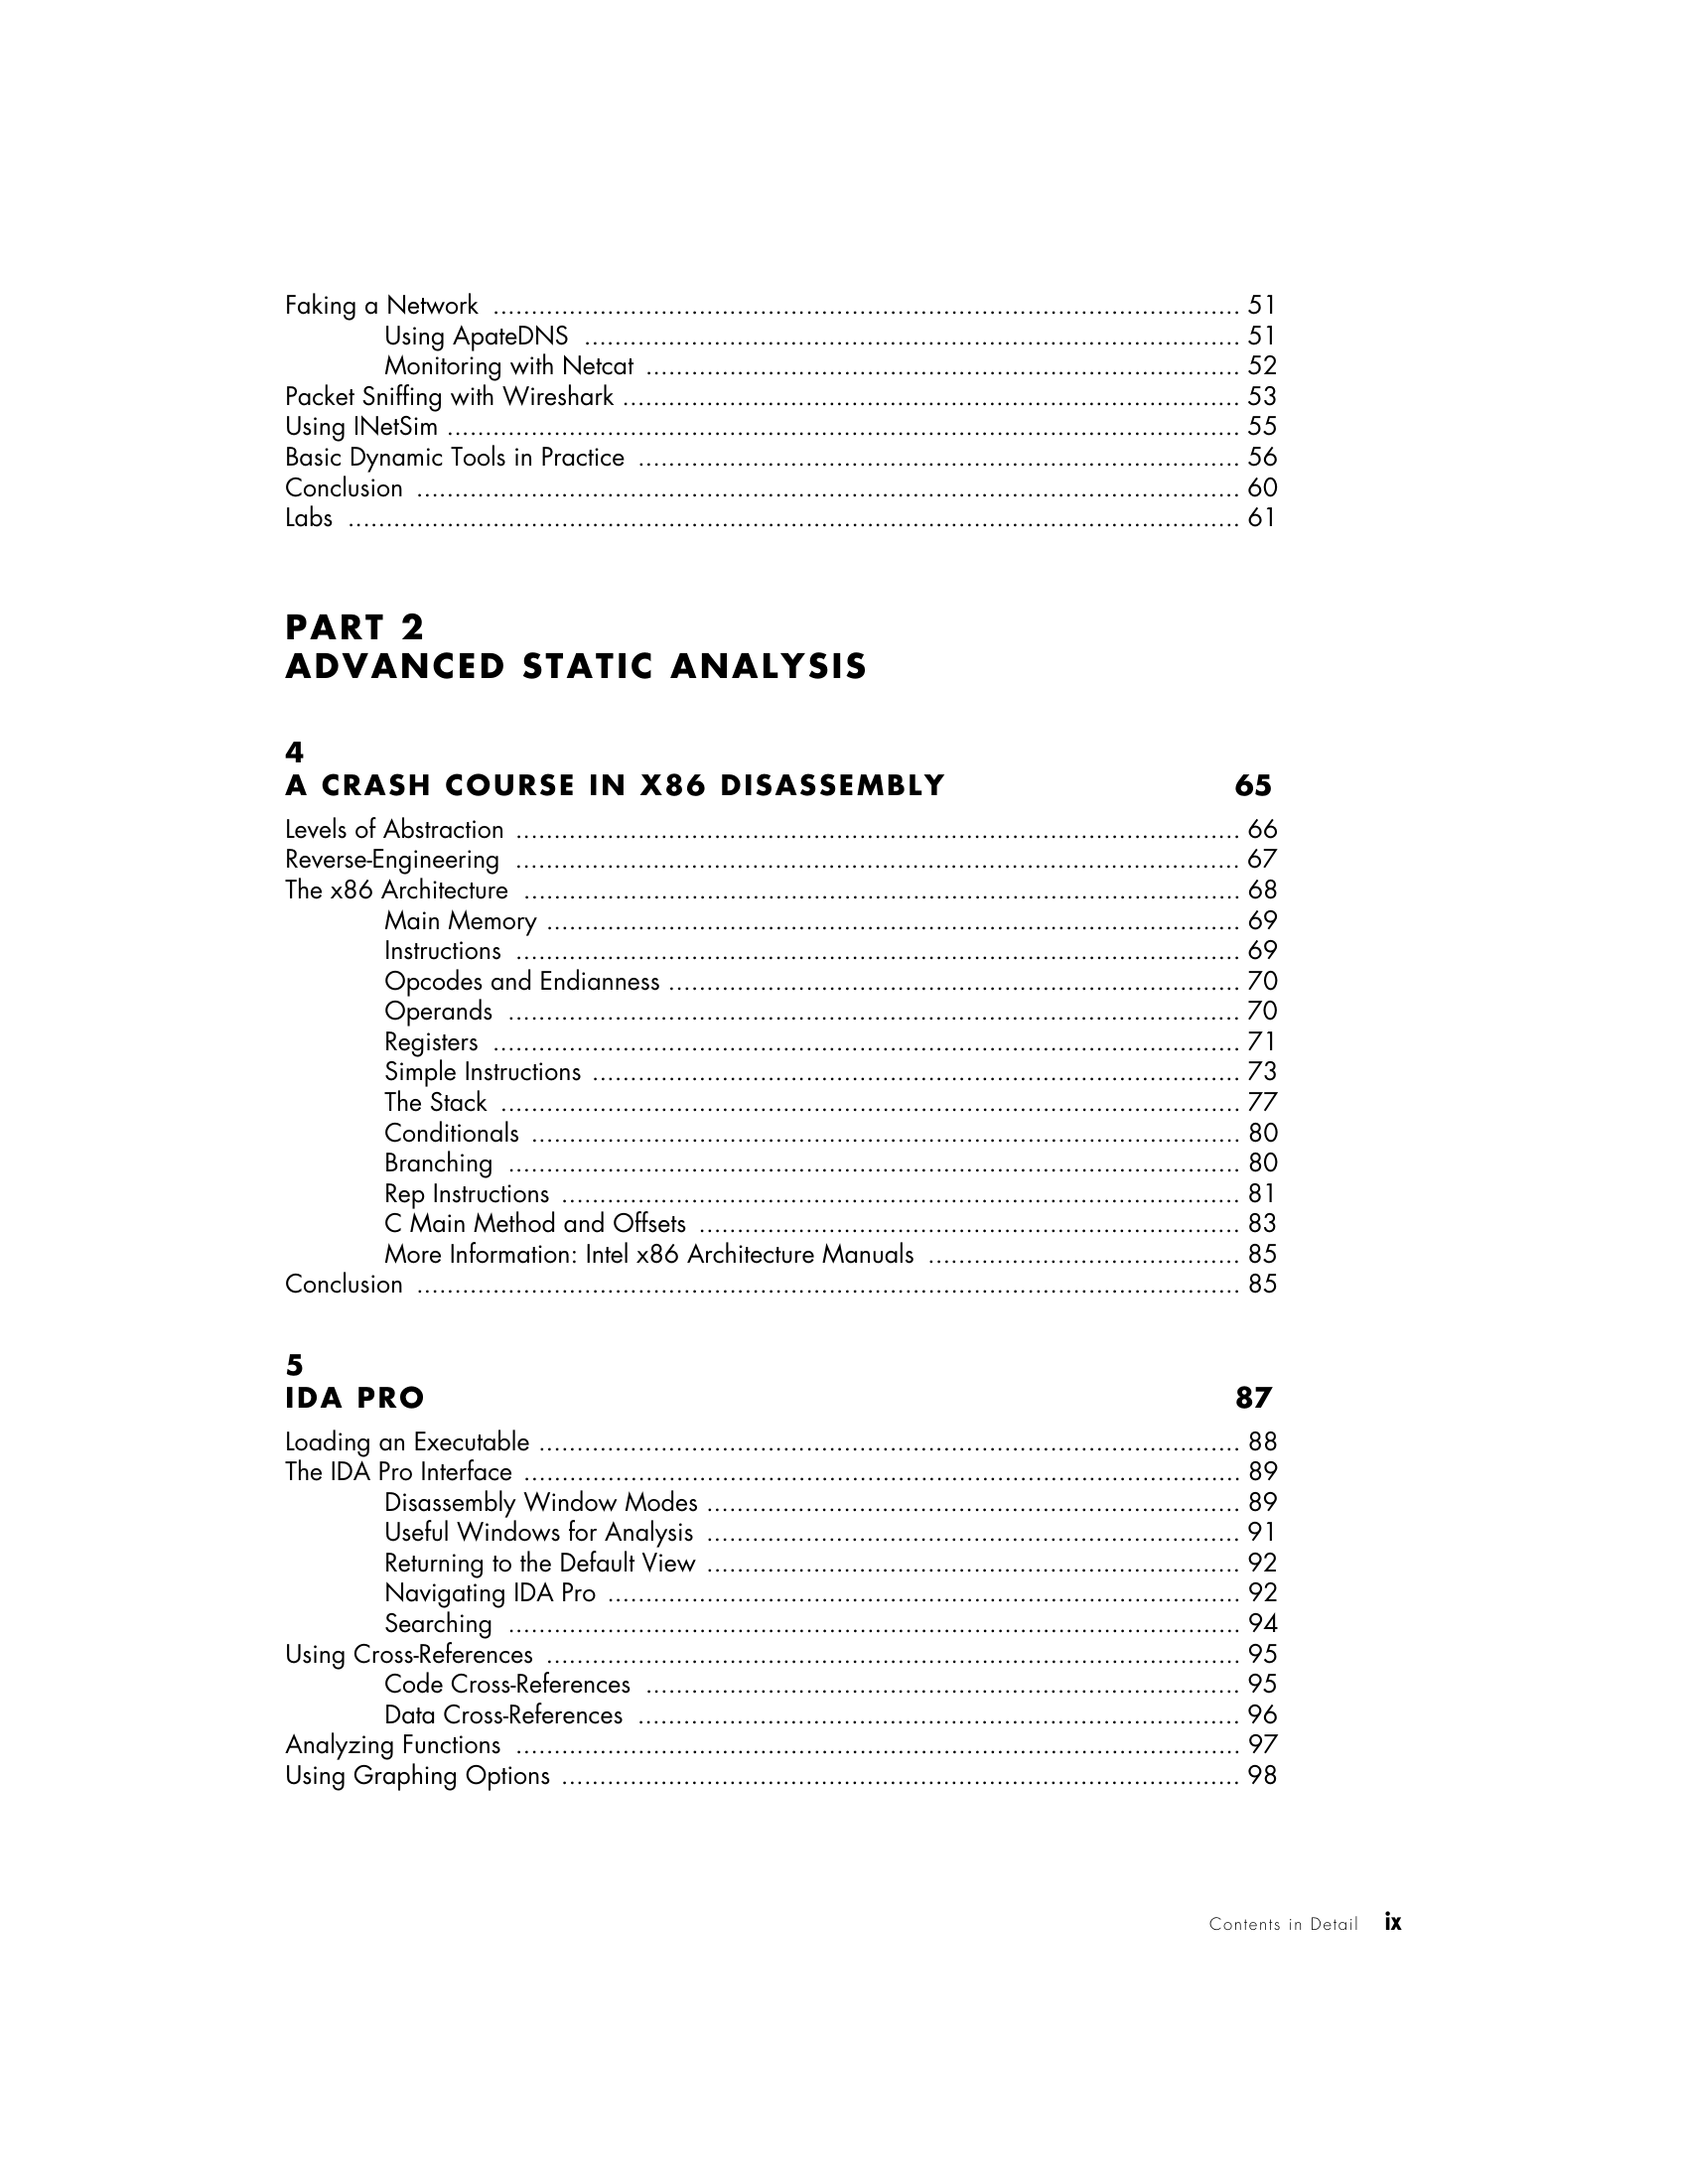 Faking a Network ........ 51
Using ApateDNS ........ 51
Monitoring with Netcat ........ 52
Packet Sniffing with Wireshark ........ 53
Using INetSim ........ 55
Basic Dynamic Tools in Practice ........ 56
Conclusion ........ 60
Labs ........ 61
PART 2
ADVANCED STATIC ANALYSIS
4
A CRASH COURSE IN X86 DISASSEMBLY 65
Levels of Abstraction ........ 66
Reverse-Engineering ........ 67
The x86 Architecture ........ 68
Main Memory ........ 69
Instructions ........ 69
Opcodes and Endianness ........ 70
Operands ........ 70
Registers ........ 71
Simple Instructions ........ 73
The Stack ........ 77
Conditionals ........ 80
Branching ........ 80
Rep Instructions ........ 81
C Main Method and Offsets ........ 83
More Information: Intel x86 Architecture Manuals ........ 85
Conclusion ........ 85
5
IDA PRO 87
Loading an Executable ........ 88
The IDA Pro Interface ........ 89
Disassembly Window Modes ........ 89
Useful Windows for Analysis ........ 91
Returning to the Default View ........ 92
Navigating IDA Pro ........ 92
Searching ........ 94
Using Cross-References ........ 95
Code Cross-References ........ 95
Data Cross-References ........ 96
Analyzing Functions ........ 97
Using Graphing Options ........ 98
Contents in Detail ix